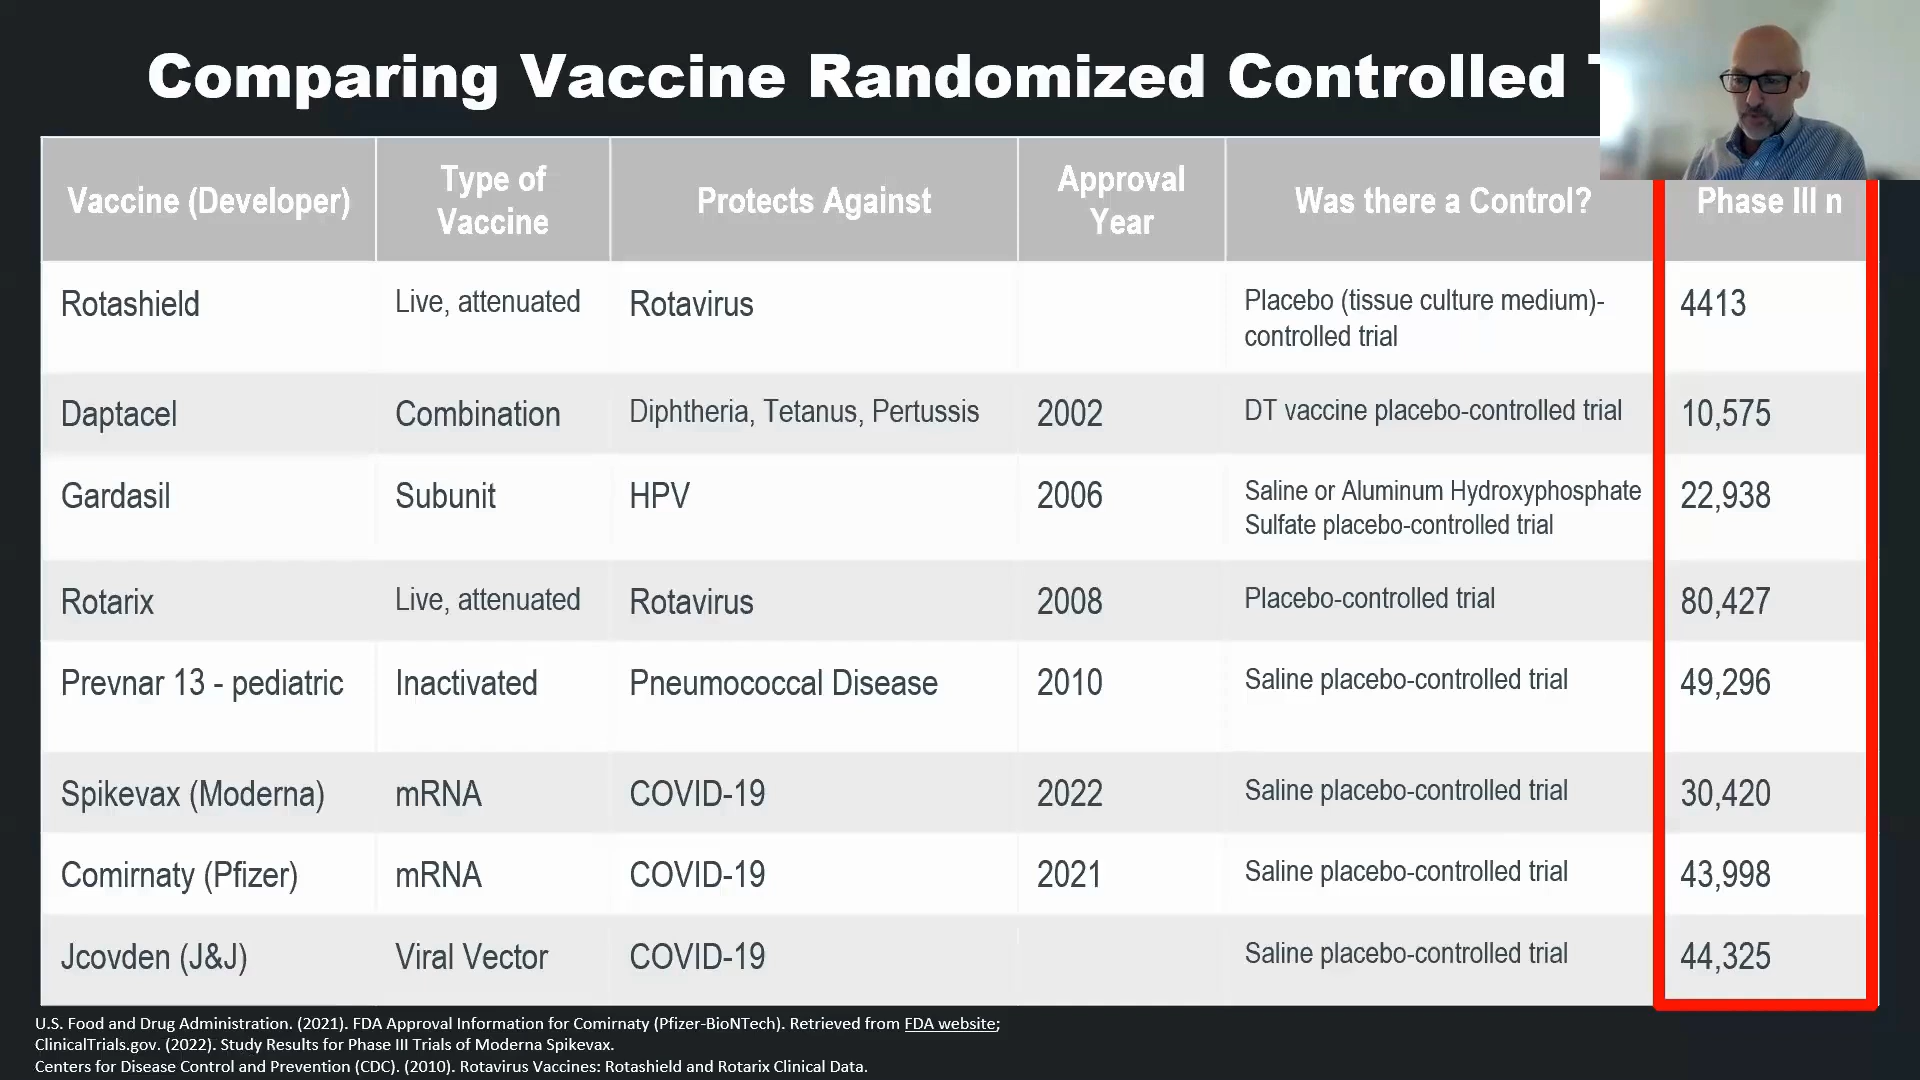 Comparing Vaccine Randomized Controlled
Vaccine (Developer)
Type of
Vaccine
Protects Against
Approval
Year
Was there a Control?
Phase III n
Rotashield
Live, attenuated
Rotavirus
Placebo (tissue culture medium)-
controlled trial
4413
Daptacel
Combination
Diphtheria, Tetanus, Pertussis
2002
DT vaccine placebo-controlled trial
10,575
Gardasil
Subunit
HPV
2006
Saline or Aluminum Hydroxyphosphate
Sulfate placebo-controlled trial
22,938
Rotarix
Live, attenuated
Rotavirus
2008
Placebo-controlled trial
80,427
Prevnar 13 - pediatric
Inactivated
Pneumococcal Disease
2010
Saline placebo-controlled trial
49,296
Spikevax (Moderna)
mRNA
COVID-19
2022
Saline placebo-controlled trial
30,420
Comirnaty (Pfizer)
mRNA
COVID-19
2021
Saline placebo-controlled trial
43,998
Jcovden (J&J)
Viral Vector
COVID-19
Saline placebo-controlled trial
44,325
U.S. Food and Drug Administration. (2021). FDA Approval Information for Comirnaty (Pfizer-BioNTech). Retrieved from FDA website;
ClinicalTrials.gov. (2022). Study Results for Phase III Trials of Moderna Spikevax.
Centers for Disease Control and Prevention (CDC). (2010). Rotavirus Vaccines: Rotashield and Rotarix Clinical Data.